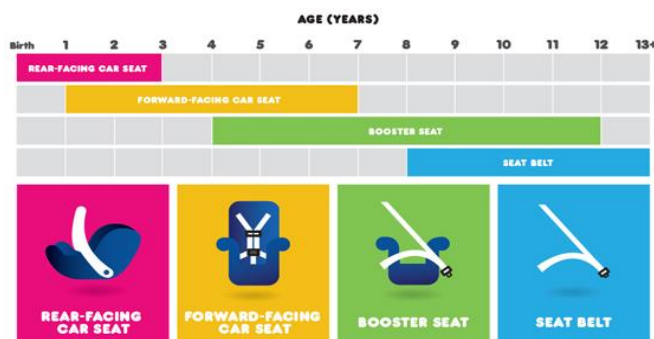 AGE (YEARS)
Birth 1 2 3 4 5 6 7 8 9 10 11 12 13+
REAR-FACING CAR SEAT
FORWARD-FACING CAR SEAT
BOOSTER SEAT
SEAT BELT
REAR-FACING
CAR SEAT
FORWARD-FACING
CAR SEAT
BOOSTER SEAT
SEAT BELT